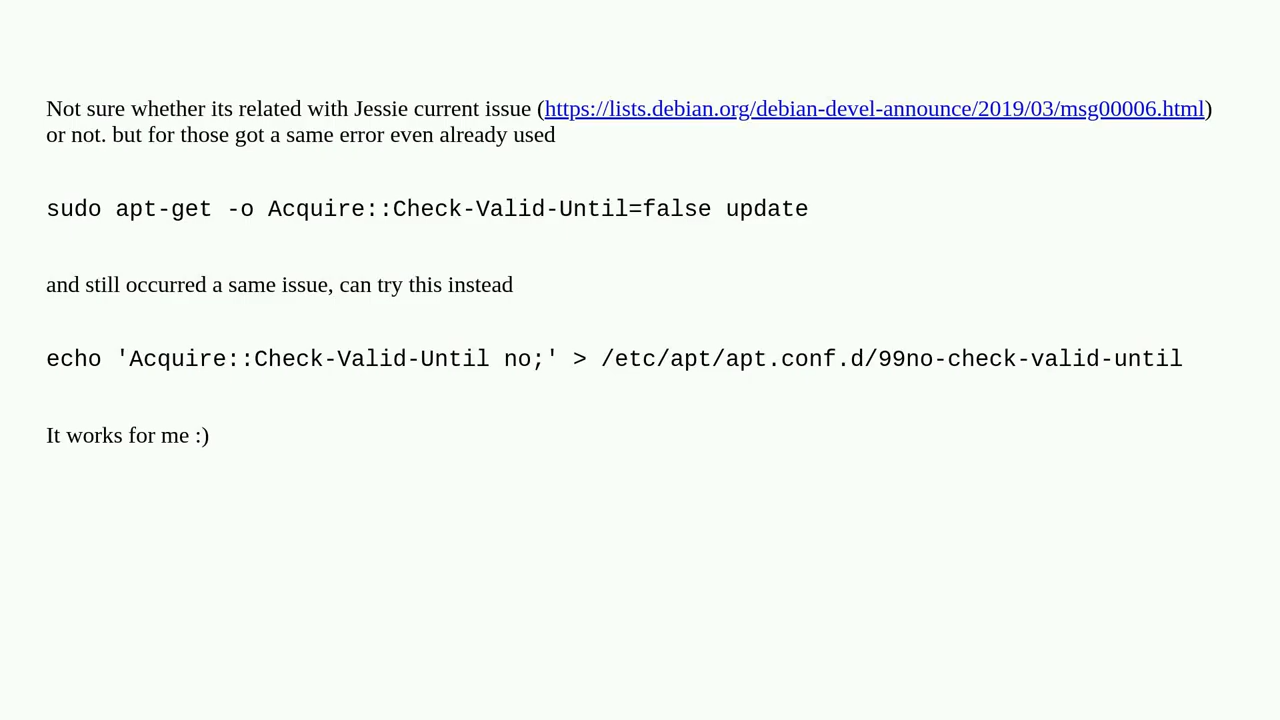 Not sure whether its related with Jessie current issue (https://lists.debian.org/debian-devel-announce/2019/03/msg00006.html)
or not. but for those got a same error even already used
sudo apt-get -o Acquire::Check-Valid-Until=false update
and still occurred a same issue, can try this instead
echo 'Acquire::Check-Valid-Until no;' > /etc/apt/apt.conf.d/99no-check-valid-until
It works for me :)